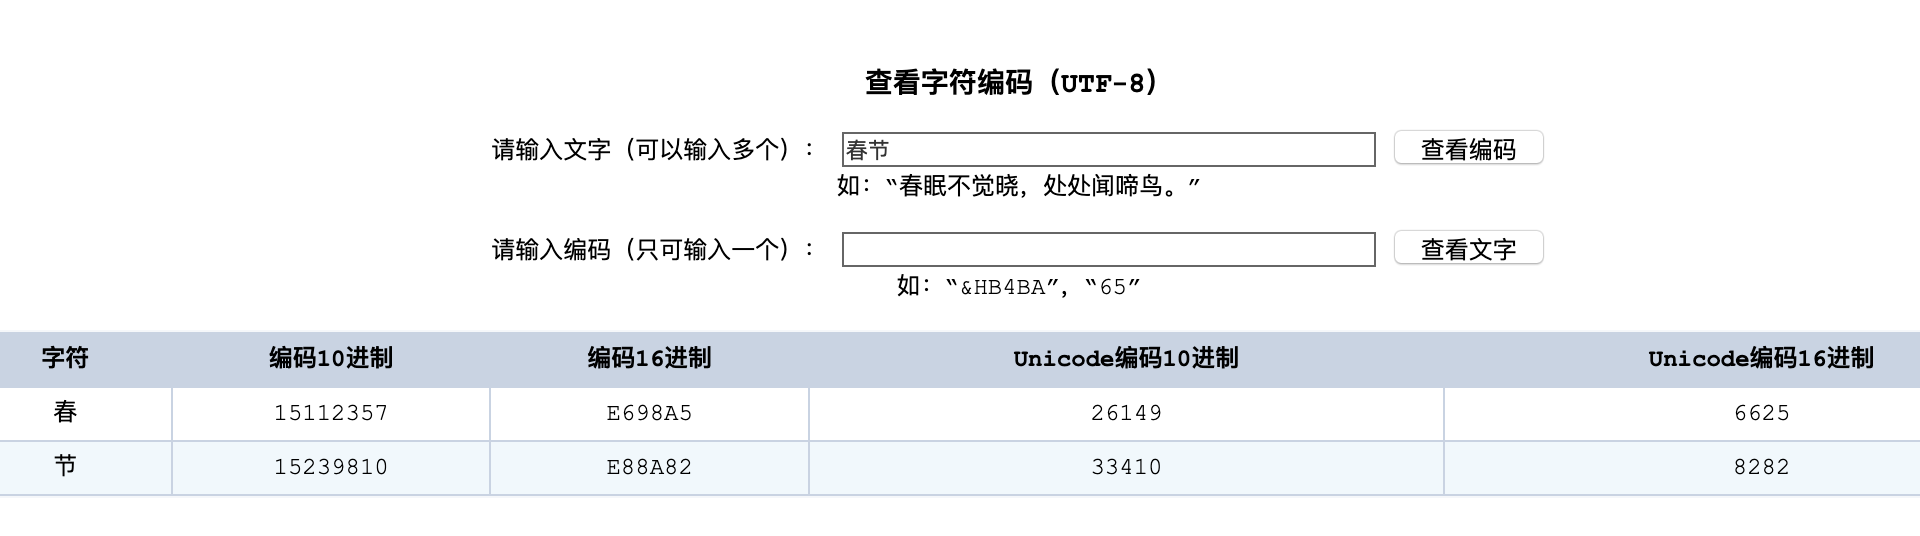 查看字符编码（UTF-8）
请输入文字（可以输入多个）： 春节 查看编码
如：“春眠不觉晓，处处闻啼鸟。”
请输入编码（只可输入一个）： 查看文字
如：“&HB4BA”，“65”
字符 编码10进制 编码16进制 Unicode编码10进制 Unicode编码16进制
春 15112357 E698A5 26149 6625
节 15239810 E88A82 33410 8282